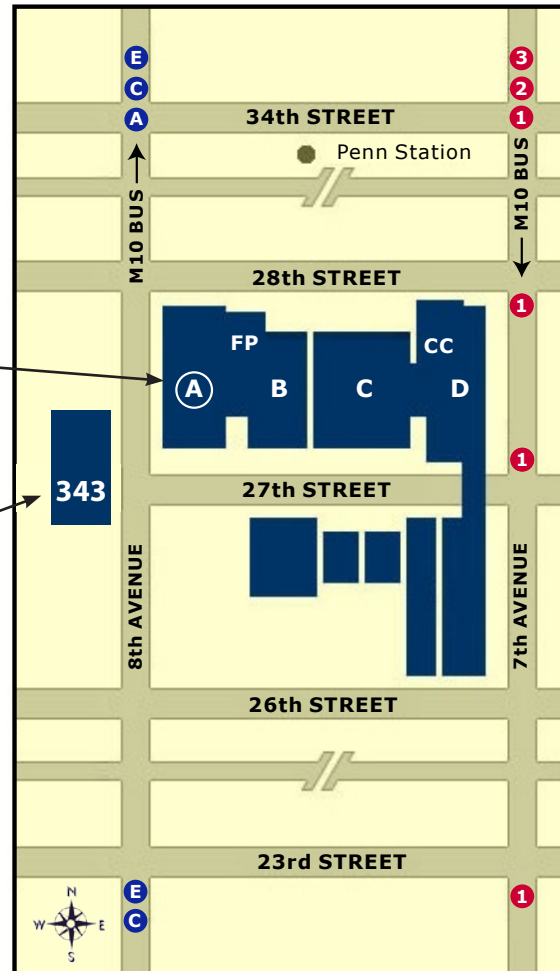 E
3
C
2
A
34th STREET
1
Penn Station
M10 BUS
M10 BUS
28th STREET
1
FP
CC
A
B
C
D
1
343
27th STREET
8th AVENUE
7th AVENUE
26th STREET
23rd STREET
N
W
E
S
E
C
1